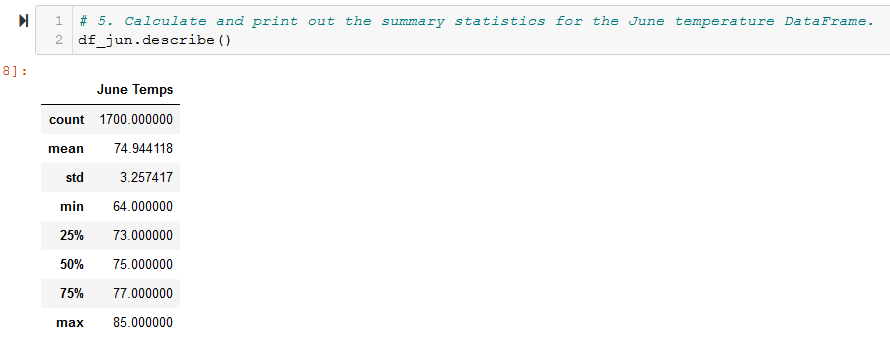 1 # 5. Calculate and print out the summary statistics for the June temperature DataFrame.
2 df_jun.describe()
8]:
June Temps
count 1700.000000
mean 74.944118
std 3.257417
min 64.000000
25% 73.000000
50% 75.000000
75% 77.000000
max 85.000000